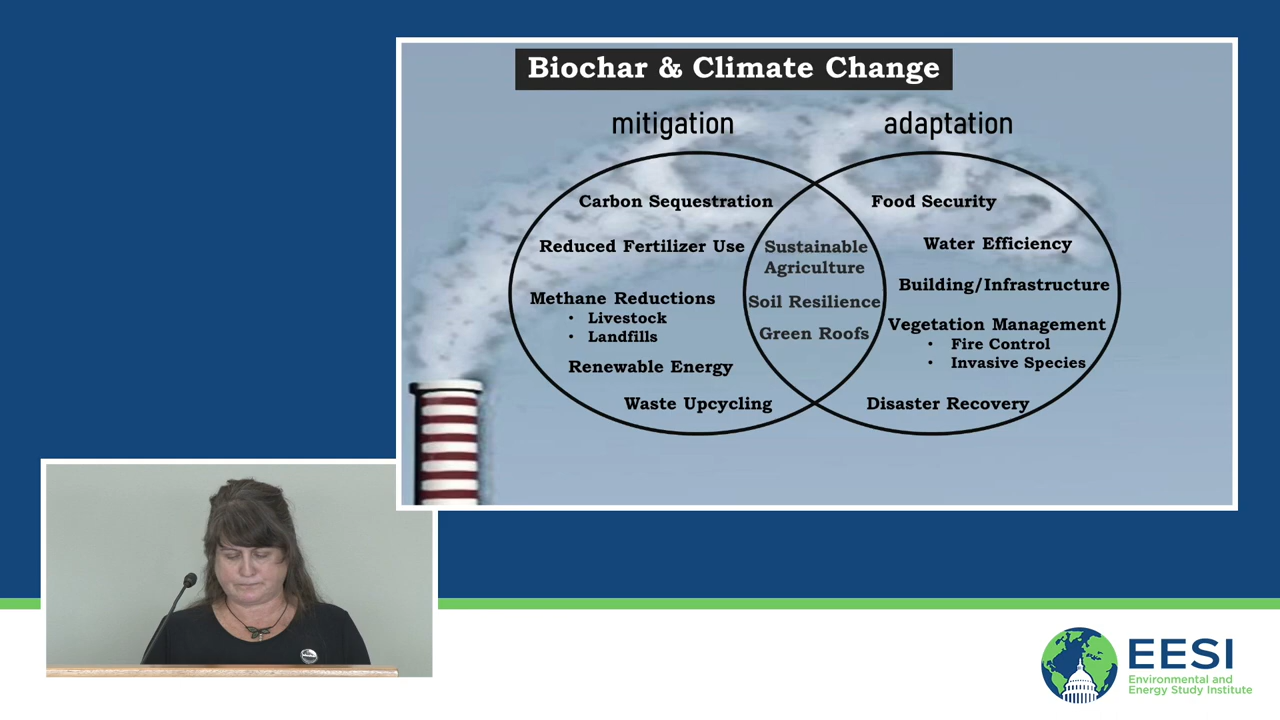 Biochar & Climate Change
mitigation
adaptation
Carbon Sequestration
Reduced Fertilizer Use
Methane Reductions
• Livestock
• Landfills
Renewable Energy
Waste Upcycling
Sustainable
Agriculture
Soil Resilience
Green Roofs
Food Security
Water Efficiency
Building/Infrastructure
Vegetation Management
• Fire Control
• Invasive Species
Disaster Recovery
EESI
Environmental and
Energy Study Institute